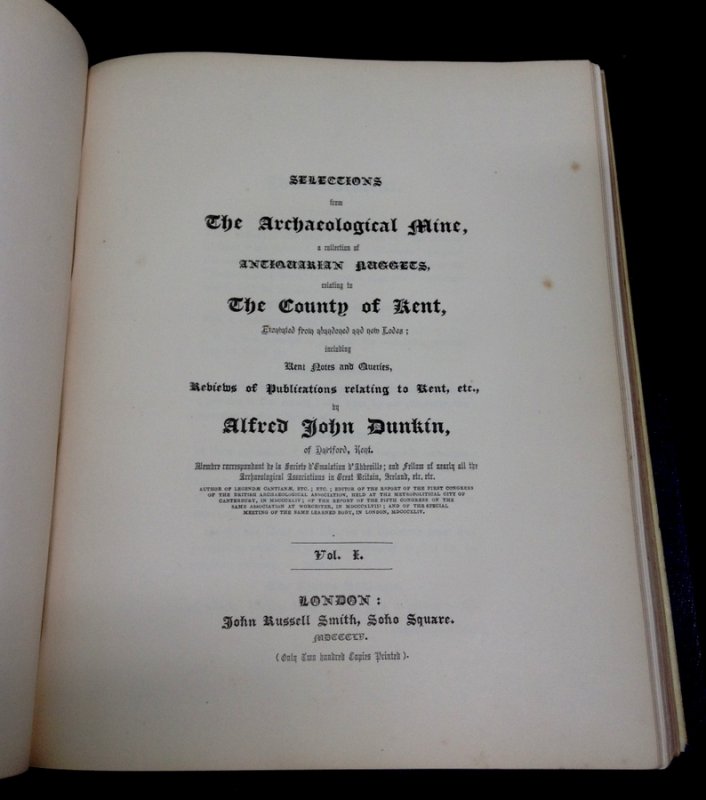 SELECTIONS
from
The Archaeological Mine,
a collection of
ANTIQUARIAN NUGGETS,
relating to
The County of Kent,
Excavated from abandoned and new Lodes;
including
Kent Notes and Queries,
Reviews of Publications relating to Kent, etc.,
by
Alfred John Dunkin,
of Dartford, Kent.
Membre correspondant de la Societe d'Emulation d'Abbeville; and Fellow of nearly all the
Archaeological Associations in Great Britain, Ireland, etc. etc.
AUTHOR OF LEGENDÆ CANTIANÆ, ETC.; ETC.; EDITOR OF THE REPORT OF THE FIRST CONGRESS
OF THE BRITISH ARCHÆOLOGICAL ASSOCIATION, HELD AT THE METROPOLITICAL CITY OF
CANTERBURY, IN MDCCCXLIV; OF THE REPORT OF THE FIFTH CONGRESS OF THE
SAME ASSOCIATION AT WORCESTER, IN MDCCCXLVIII; AND OF THE SPECIAL
MEETING OF THE SAME LEARNED BODY, IN LONDON, MDCCCXLIV.
Vol. I.
LONDON:
John Russell Smith, Soho Square.
MDCCCLV.
(Only Two hundred Copies Printed).